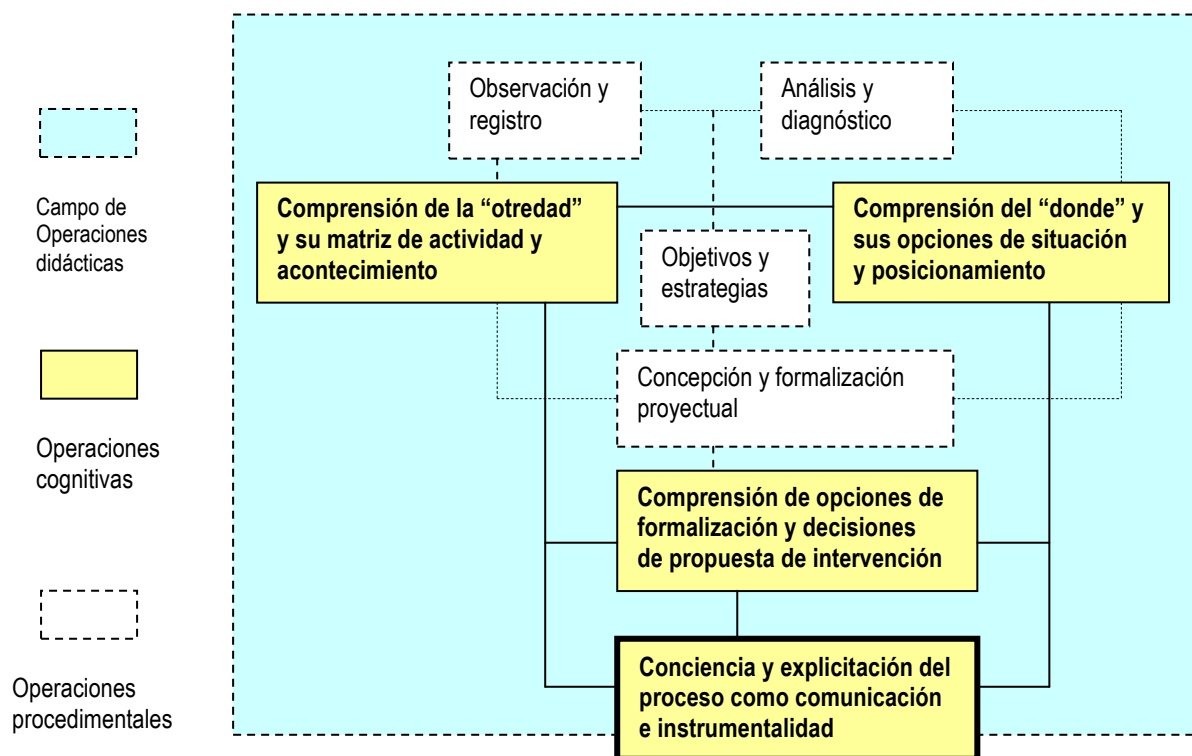 Campo de
Operaciones
didácticas
Operaciones
cognitivas
Operaciones
procedimentales
Observación y
registro
Análisis y
diagnóstico
Comprensión de la “otredad”
y su matriz de actividad y
acontecimiento
Comprensión del “donde” y
sus opciones de situación
y posicionamiento
Objetivos y
estrategias
Concepción y formalización
proyectual
Comprensión de opciones de
formalización y decisiones
de propuesta de intervención
Conciencia y explicitación del
proceso como comunicación
e instrumentalidad